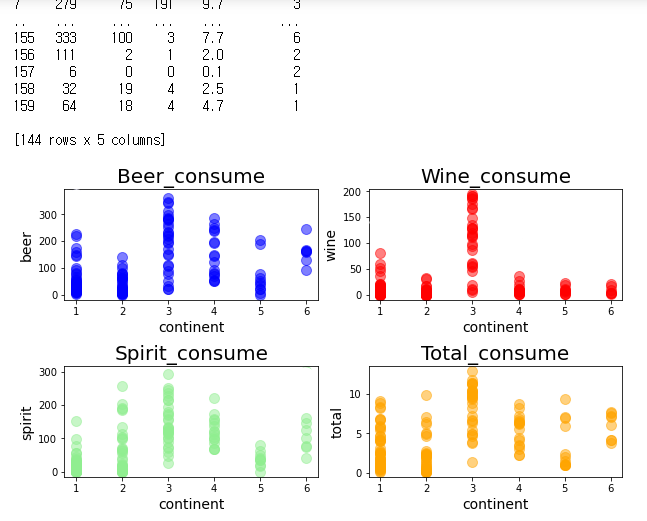 7 279 75 191 9.7 3
.. ... ... ... ... ...
155 333 100 3 7.7 6
156 111 2 1 2.0 2
157 6 0 0 0.1 2
158 32 19 4 2.5 1
159 64 18 4 4.7 1
[144 rows x 5 columns]
Beer_consume
beer
300
200
100
0
1 2 3 4 5 6
continent
Wine_consume
wine
200
150
100
50
0
1 2 3 4 5 6
continent
Spirit_consume
spirit
300
200
100
0
1 2 3 4 5 6
continent
Total_consume
total
10
5
0
1 2 3 4 5 6
continent